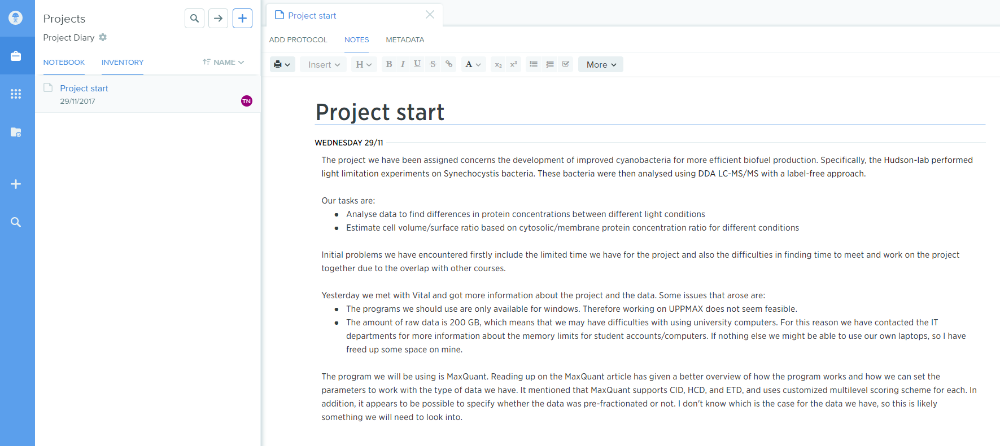 Projects
Project Diary
NOTEBOOK
INVENTORY
NAME
Project start
29/11/2017
TN
Project start
ADD PROTOCOL
NOTES
METADATA
Insert
H
B
I
U
S
A
x₂
x²
More
Project start
WEDNESDAY 29/11
The project we have been assigned concerns the development of improved cyanobacteria for more efficient biofuel production. Specifically, the Hudson-lab performed
light limitation experiments on Synechocystis bacteria. These bacteria were then analysed using DDA LC-MS/MS with a label-free approach.
Our tasks are:
• Analyse data to find differences in protein concentrations between different light conditions
• Estimate cell volume/surface ratio based on cytosolic/membrane protein concentration ratio for different conditions
Initial problems we have encountered firstly include the limited time we have for the project and also the difficulties in finding time to meet and work on the project
together due to the overlap with other courses.
Yesterday we met with Vital and got more information about the project and the data. Some issues that arose are:
• The programs we should use are only available for windows. Therefore working on UPPMAX does not seem feasible.
• The amount of raw data is 200 GB, which means that we may have difficulties with using university computers. For this reason we have contacted the IT
departments for more information about the memory limits for student accounts/computers. If nothing else we might be able to use our own laptops, so I have
freed up some space on mine.
The program we will be using is MaxQuant. Reading up on the MaxQuant article has given a better overview of how the program works and how we can set the
parameters to work with the type of data we have. It mentioned that MaxQuant supports CID, HCD, and ETD, and uses customized multilevel scoring scheme for each. In
addition, it appears to be possible to specify whether the data was pre-fractionated or not. I don't know which is the case for the data we have, so this is likely
something we will need to look into.